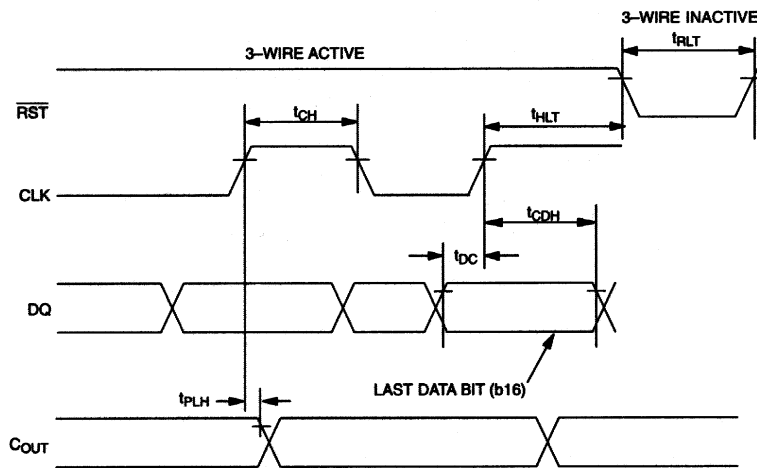 3–WIRE INACTIVE
3–WIRE ACTIVE
tRLT
RST
tCH
tHLT
CLK
tCDH
tDC
DQ
LAST DATA BIT (b16)
tPLH
COUT